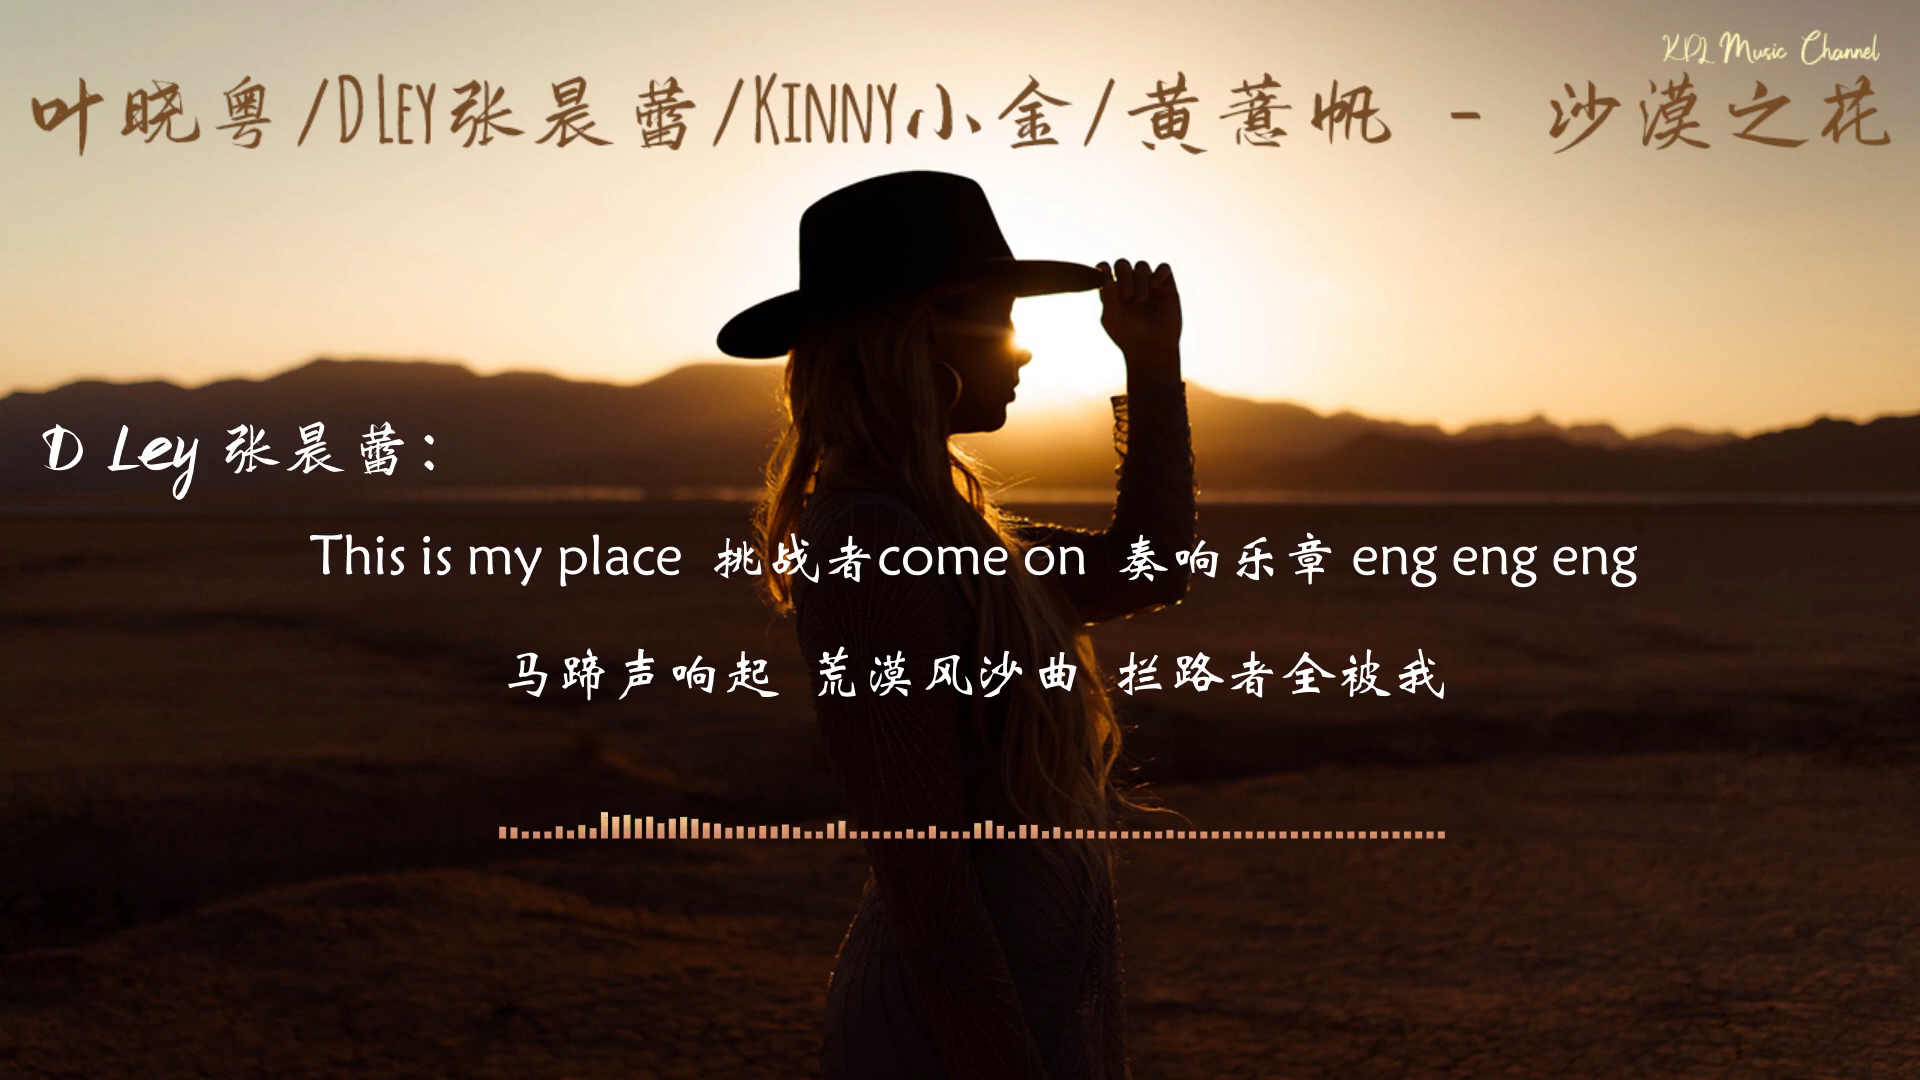 KDL Music Channel
叶晓粤/D LEY张晨蕾/KINNY小金/黄薏帆 - 沙漠之花
D Ley 张晨蕾：
This is my place 挑战者come on 奏响乐章 eng eng eng
马蹄声响起 荒漠风沙曲 拦路者全被我